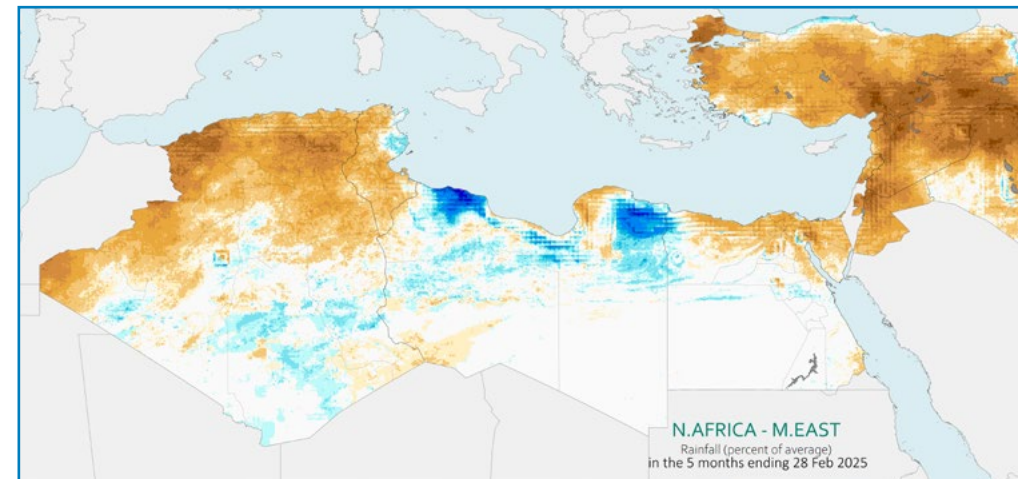 N.AFRICA - M.EAST
Rainfall (percent of average)
in the 5 months ending 28 Feb 2025